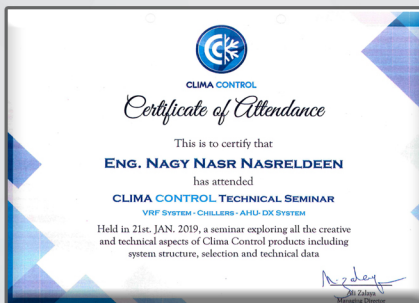 CLIMA CONTROL
Certificate of Attendance
This is to certify that
ENG. NAGY NASR NASRELDEEN
has attended
CLIMA CONTROL TECHNICAL SEMINAR
VRF SYSTEM - CHILLERS - AHU-DX SYSTEM
Held in 21st. JAN. 2019, a seminar exploring all the creative
and technical aspects of Clima Control products including
system structure, selection and technical data
Zalaya
Managing Director